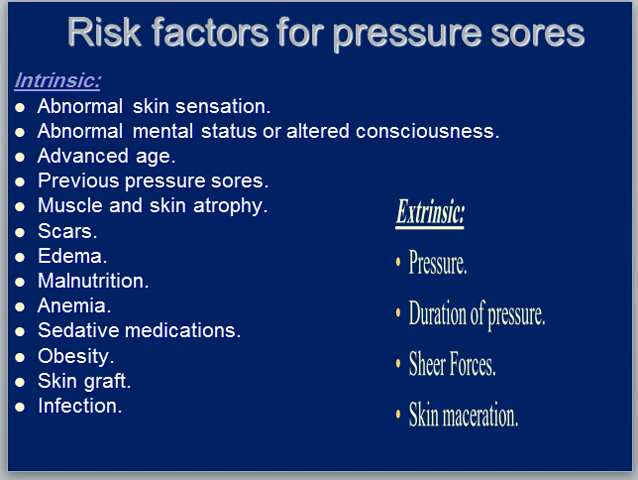 Risk factors for pressure sores
Intrinsic:
● Abnormal skin sensation.
● Abnormal mental status or altered consciousness.
● Advanced age.
● Previous pressure sores.
● Muscle and skin atrophy.
● Scars.
● Edema.
● Malnutrition.
● Anemia.
● Sedative medications.
● Obesity.
● Skin graft.
● Infection.
Extrinsic:
• Pressure.
• Duration of pressure.
• Sheer Forces.
• Skin maceration.